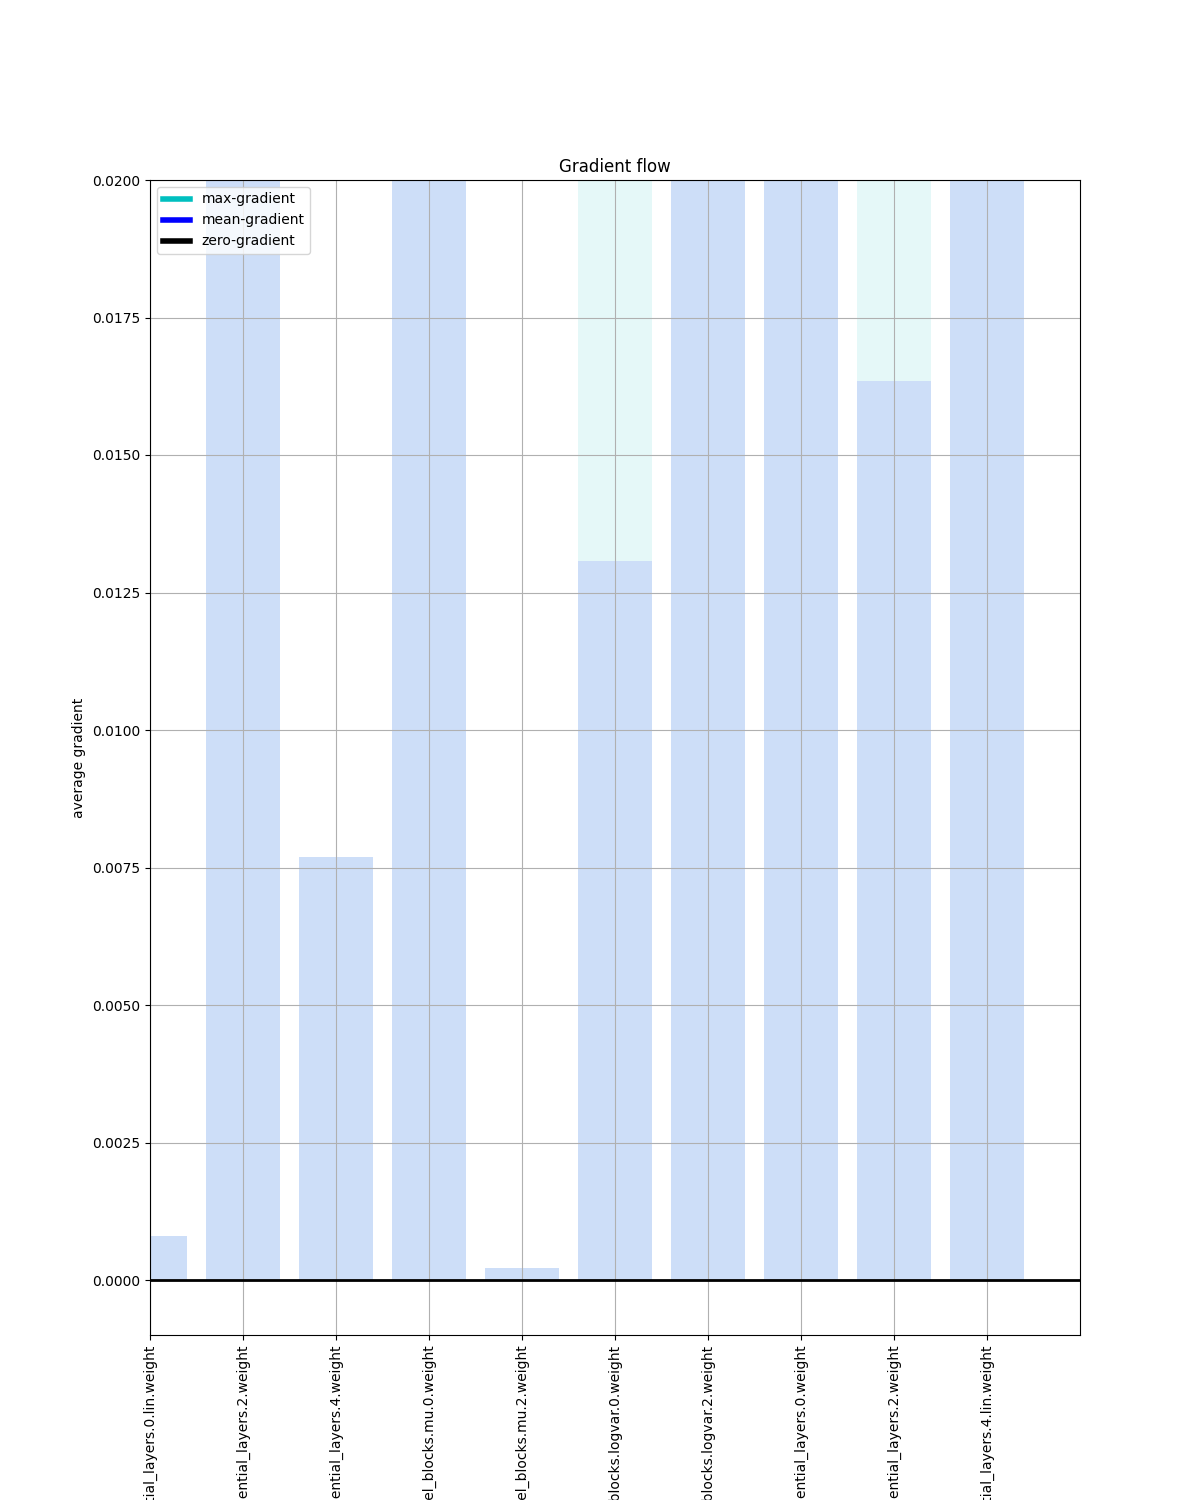 Gradient flow
max-gradient
mean-gradient
zero-gradient
0.0200
0.0175
0.0150
0.0125
0.0100
0.0075
0.0050
0.0025
0.0000
average gradient
tial_layers.0.lin.weight
ential_layers.2.weight
ential_layers.4.weight
el_blocks.mu.0.weight
el_blocks.mu.2.weight
blocks.logvar.0.weight
blocks.logvar.2.weight
ential_layers.0.weight
ential_layers.2.weight
tial_layers.4.lin.weight